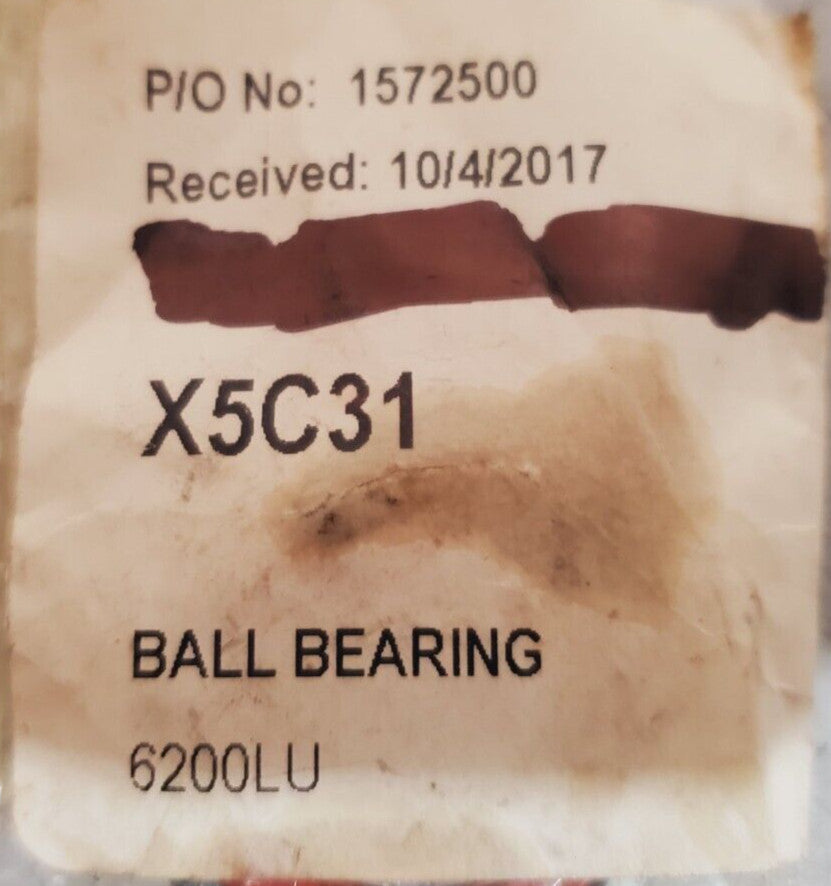 P/O No: 1572500
Received: 10/4/2017
X5C31
BALL BEARING
6200LU